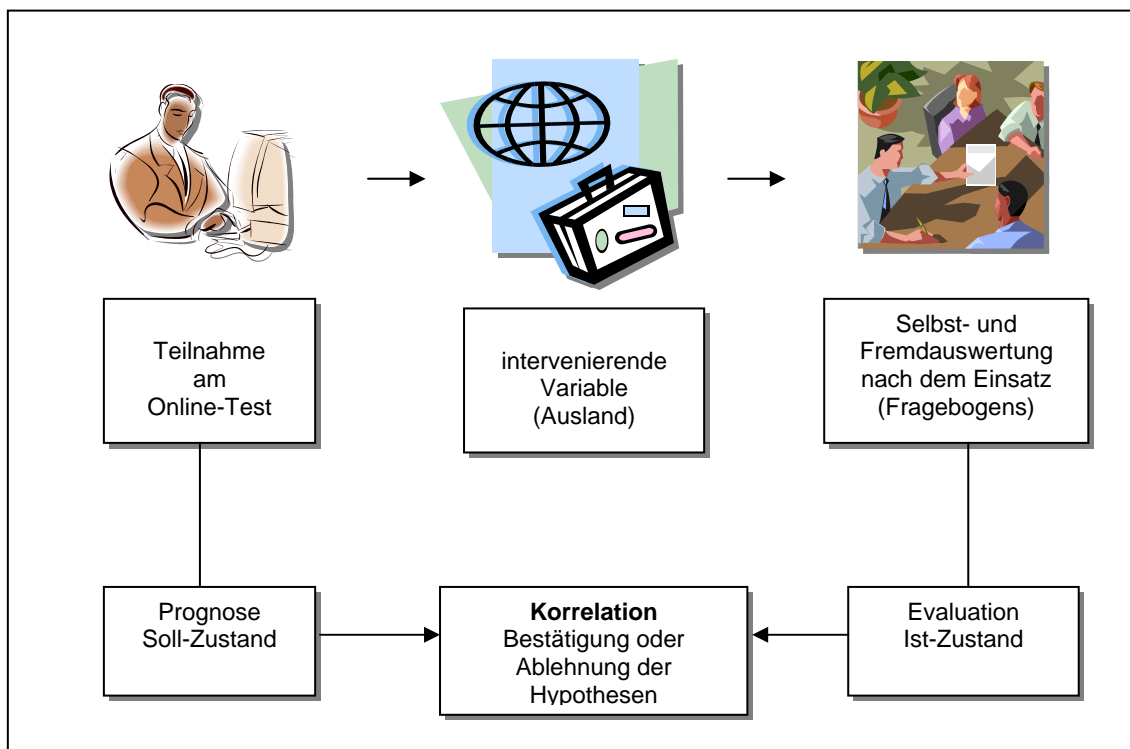 Teilnahme
am
Online-Test
intervenierende
Variable
(Ausland)
Selbst- und
Fremdauswertung
nach dem Einsatz
(Fragebogens)
Prognose
Soll-Zustand
Korrelation
Bestätigung oder
Ablehnung der
Hypothesen
Evaluation
Ist-Zustand